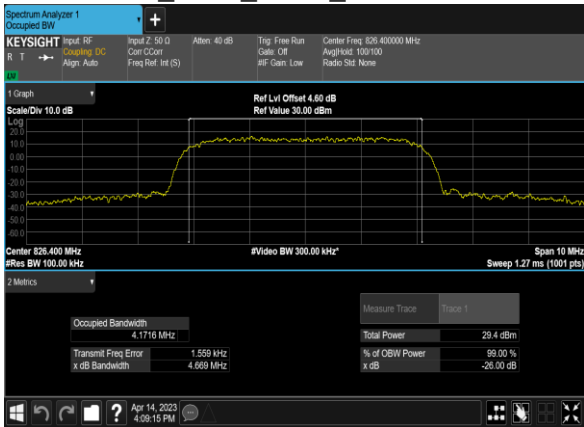 Spectrum Analyzer 1
Occupied BW
+
KEYSIGHT Input: RF Input Z: 50 Ω Atten: 40 dB Trig: Free Run Center Freq: 826.400000 MHz
R T Coupling: DC Corr CCorr Gate: Off Avg|Hold: 100/100
Align: Auto Freq Ref: Int (S) #IF Gain: Low Radio Std: None
1 Graph
Scale/Div 10.0 dB Ref Lvl Offset 4.60 dB
Ref Value 30.00 dBm
Log
20.0
10.0
0.00
-10.0
-20.0
-30.0
-40.0
-50.0
-60.0
Center 826.400 MHz #Video BW 300.00 kHz* Span 10 MHz
#Res BW 100.00 kHz Sweep 1.27 ms (1001 pts)
2 Metrics
Measure Trace Trace 1
Occupied Bandwidth
4.1716 MHz Total Power 29.4 dBm
Transmit Freq Error 1.559 kHz % of OBW Power 99.00 %
x dB Bandwidth 4.669 MHz x dB -26.00 dB
? Apr 14, 2023
4:09:15 PM